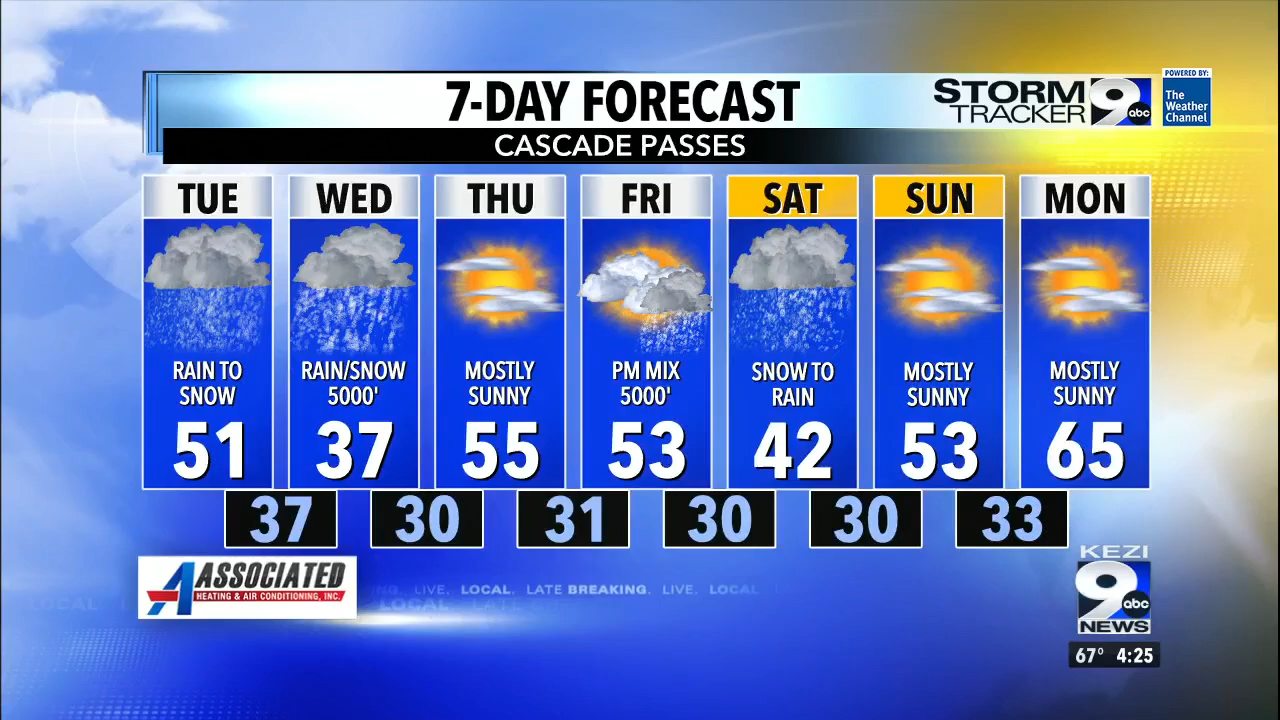 7-DAY FORECAST
STORM
TRACKER
9
abc
POWERED BY:
The
Weather
Channel
CASCADE PASSES
TUE WED THU FRI SAT SUN MON
RAIN TO RAIN/SNOW MOSTLY PM MIX SNOW TO MOSTLY MOSTLY
SNOW 5000' SUNNY 5000' RAIN SUNNY SUNNY
51 37 55 53 42 53 65
37 30 31 30 30 33
KEZI
9
abc
NEWS
67° 4:25
ASSOCIATED
HEATING & AIR CONDITIONING, INC.
LIVE. LOCAL. LATE BREAKING. LIVE. LOCAL
LOCAL. LOCAL